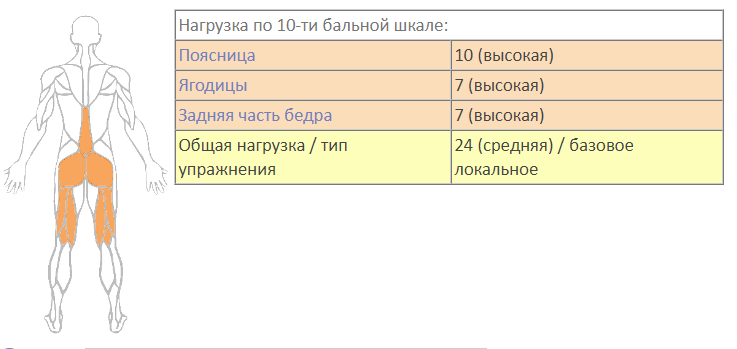 Нагрузка по 10-ти бальной шкале:
Поясница 10 (высокая)
Ягодицы 7 (высокая)
Задняя часть бедра 7 (высокая)
Общая нагрузка / тип упражнения 24 (средняя) / базовое локальное